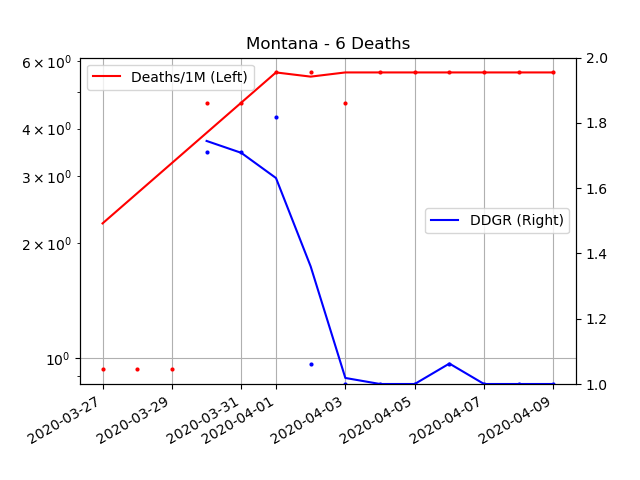 Montana - 6 Deaths
6 × 10⁰
4 × 10⁰
3 × 10⁰
2 × 10⁰
10⁰
Deaths/1M (Left)
DDGR (Right)
2.0
1.8
1.6
1.4
1.2
1.0
2020-03-27
2020-03-29
2020-03-31
2020-04-01
2020-04-03
2020-04-05
2020-04-07
2020-04-09